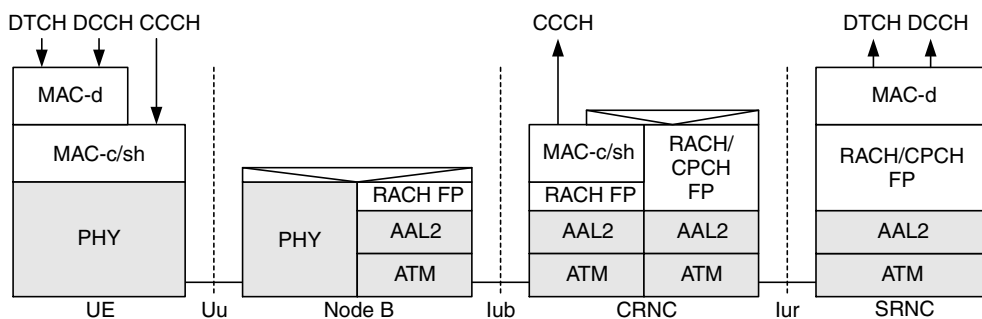 DTCH DCCH CCCH
CCCH
DTCH DCCH
MAC-d
MAC-d
MAC-c/sh
MAC-c/sh
RACH/
CPCH
FP
RACH/CPCH
FP
RACH FP
RACH FP
PHY
PHY
AAL2
AAL2
AAL2
AAL2
ATM
ATM
ATM
ATM
UE
Uu
Node B
Iub
CRNC
Iur
SRNC